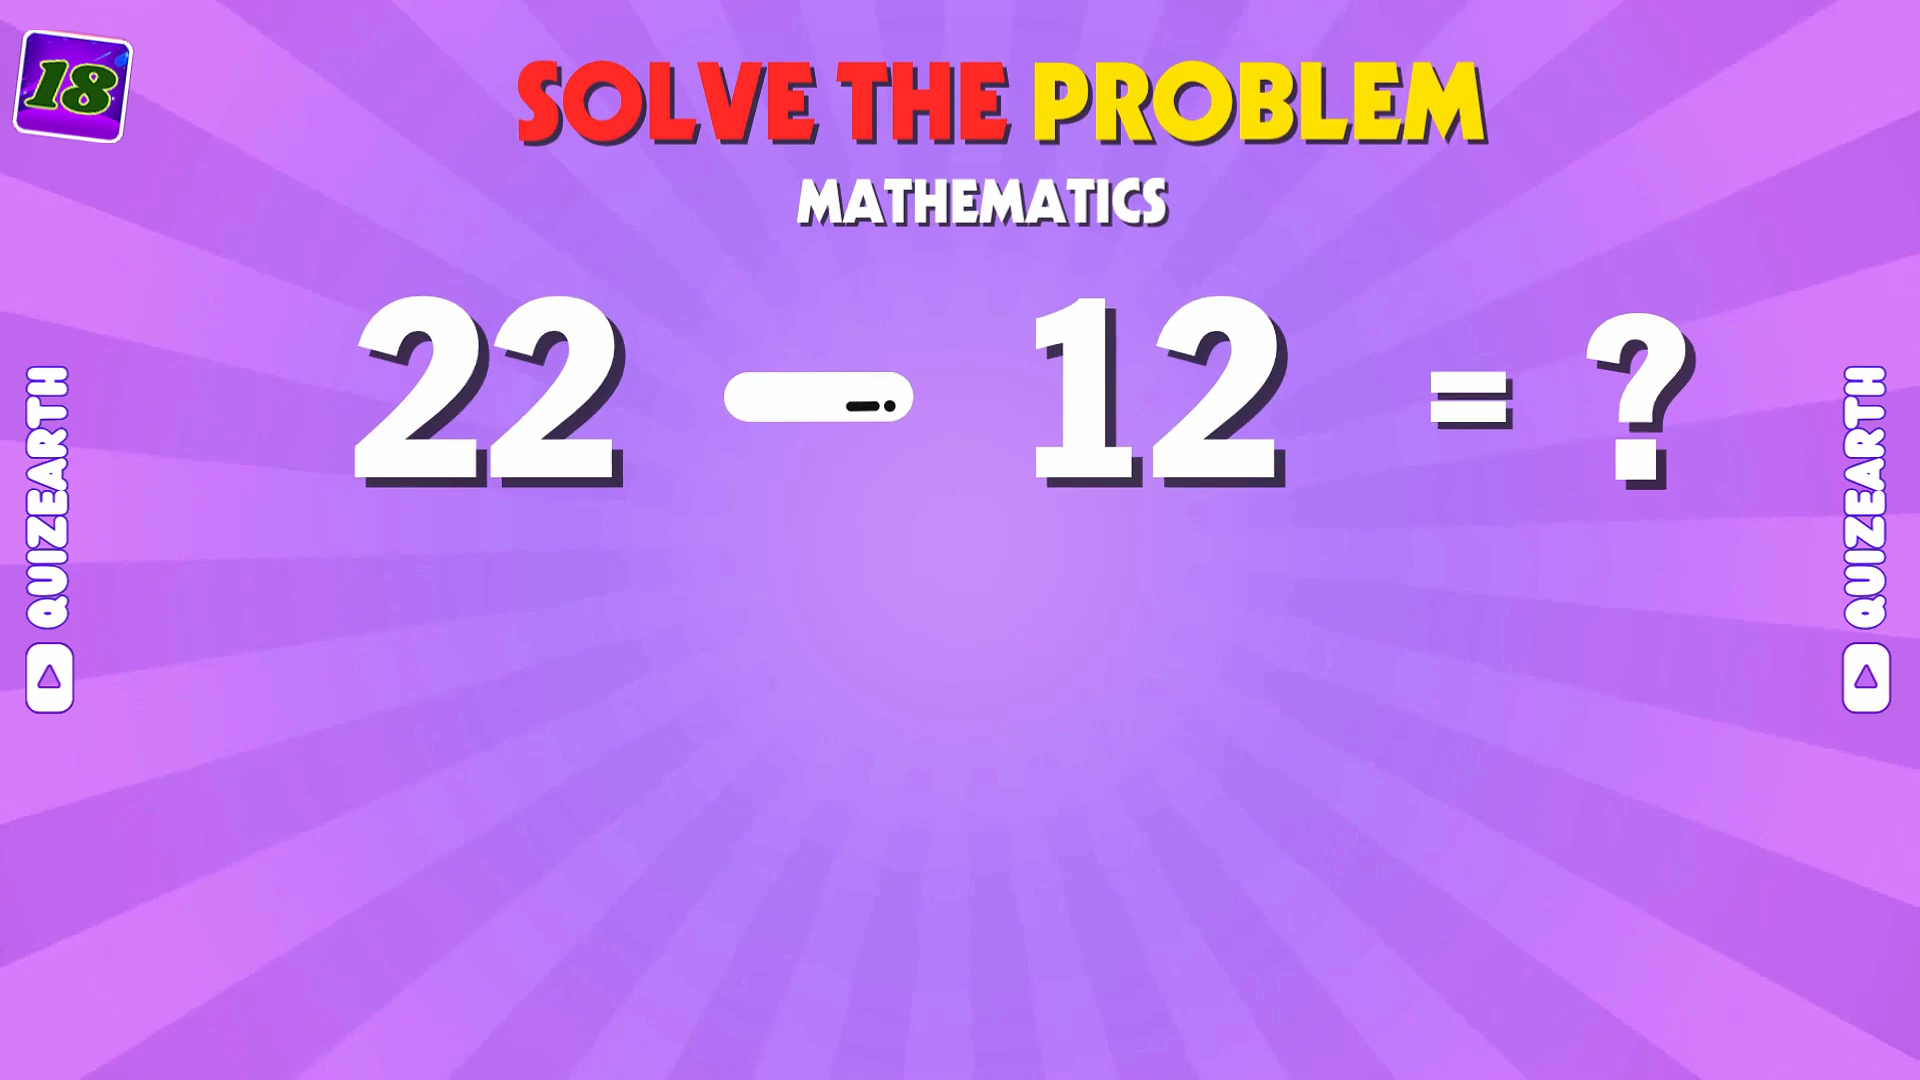 18
SOLVE THE PROBLEM
MATHEMATICS
22 - 12 = ?
QUIZEARTH
QUIZEARTH